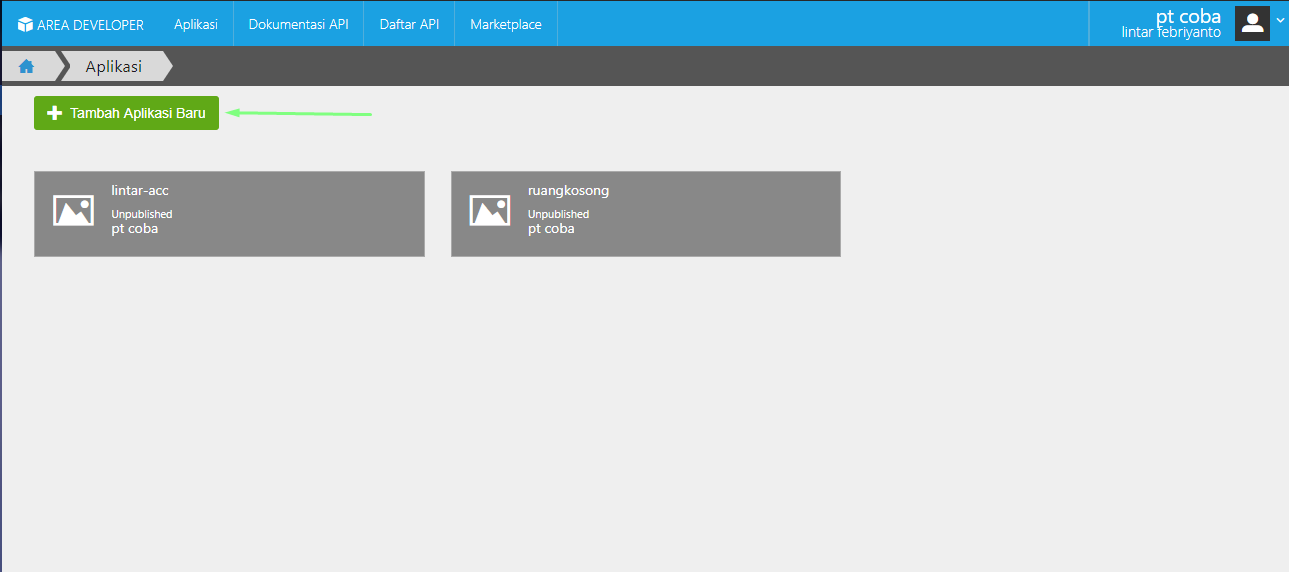 AREA DEVELOPER
Aplikasi
Dokumentasi API
Daftar API
Marketplace
pt coba
lintar febriyanto
Aplikasi
Tambah Aplikasi Baru
lintar-acc
Unpublished
pt coba
ruangkosong
Unpublished
pt coba